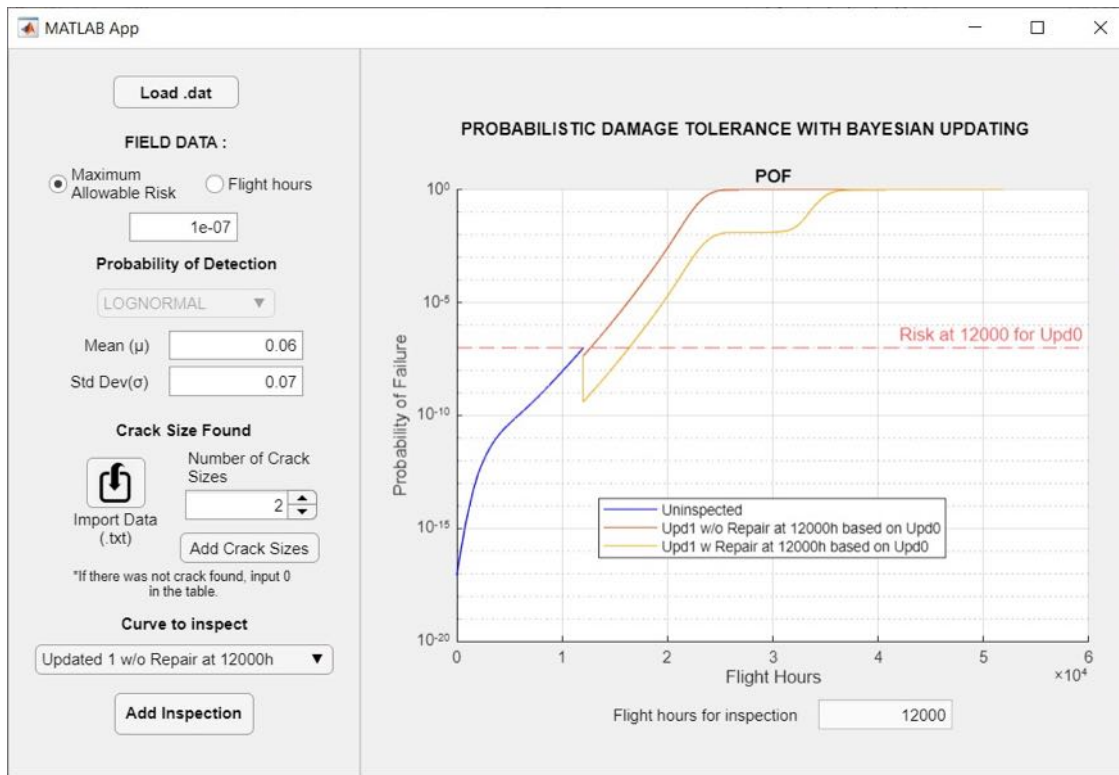 MATLAB App
Load .dat
FIELD DATA :
Maximum
Allowable Risk
Flight hours
1e-07
Probability of Detection
LOGNORMAL
Mean (μ)
0.06
Std Dev(σ)
0.07
Crack Size Found
Number of Crack
Sizes
2
Import Data
(.txt)
Add Crack Sizes
*If there was not crack found, input 0
in the table.
Curve to inspect
Updated 1 w/o Repair at 12000h
Add Inspection
PROBABILISTIC DAMAGE TOLERANCE WITH BAYESIAN UPDATING
POF
10⁰
10⁻⁵
10⁻¹⁰
10⁻¹⁵
10⁻²⁰
Probability of Failure
Risk at 12000 for Upd0
Uninspected
Upd1 w/o Repair at 12000h based on Upd0
Upd1 w Repair at 12000h based on Upd0
0 1 2 3 4 5 6
×10⁴
Flight Hours
Flight hours for inspection
12000